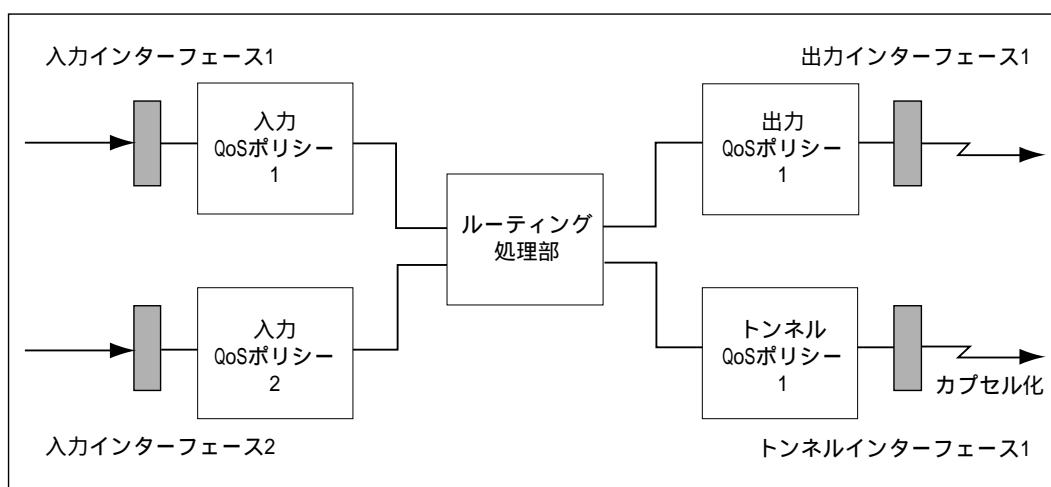 入力インターフェース1
出力インターフェース1
入力
QoSポリシー
1
出力
QoSポリシー
1
ルーティング
処理部
入力
QoSポリシー
2
トンネル
QoSポリシー
1
カプセル化
入力インターフェース2
トンネルインターフェース1